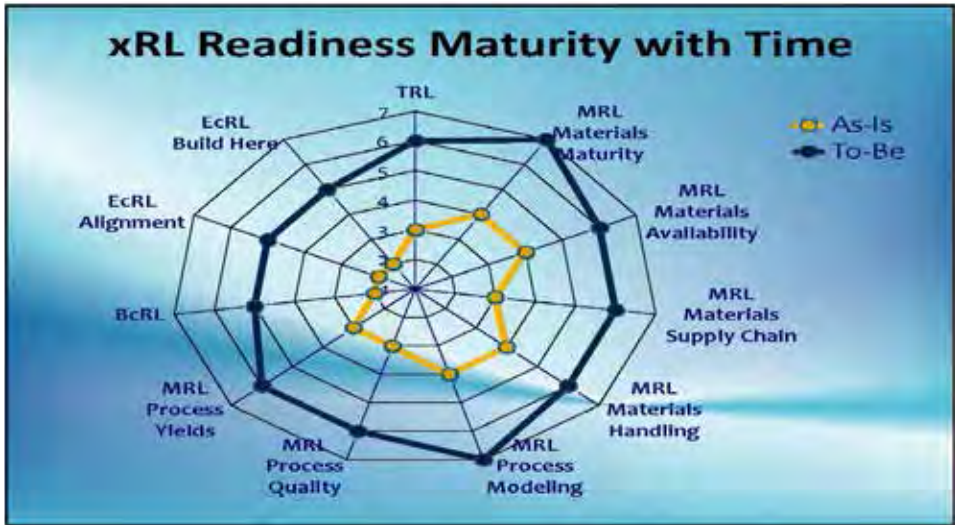 xRL Readiness Maturity with Time
TRL
MRL
Materials
Maturity
As-Is
To-Be
MRL
Materials
Availability
MRL
Materials
Supply Chain
MRL
Materials
Handling
MRL
Process
Modeling
MRL
Process
Quality
MRL
Process
Yields
BcRL
EcRL
Alignment
EcRL
Build Here
7
6
5
4
3
2
1